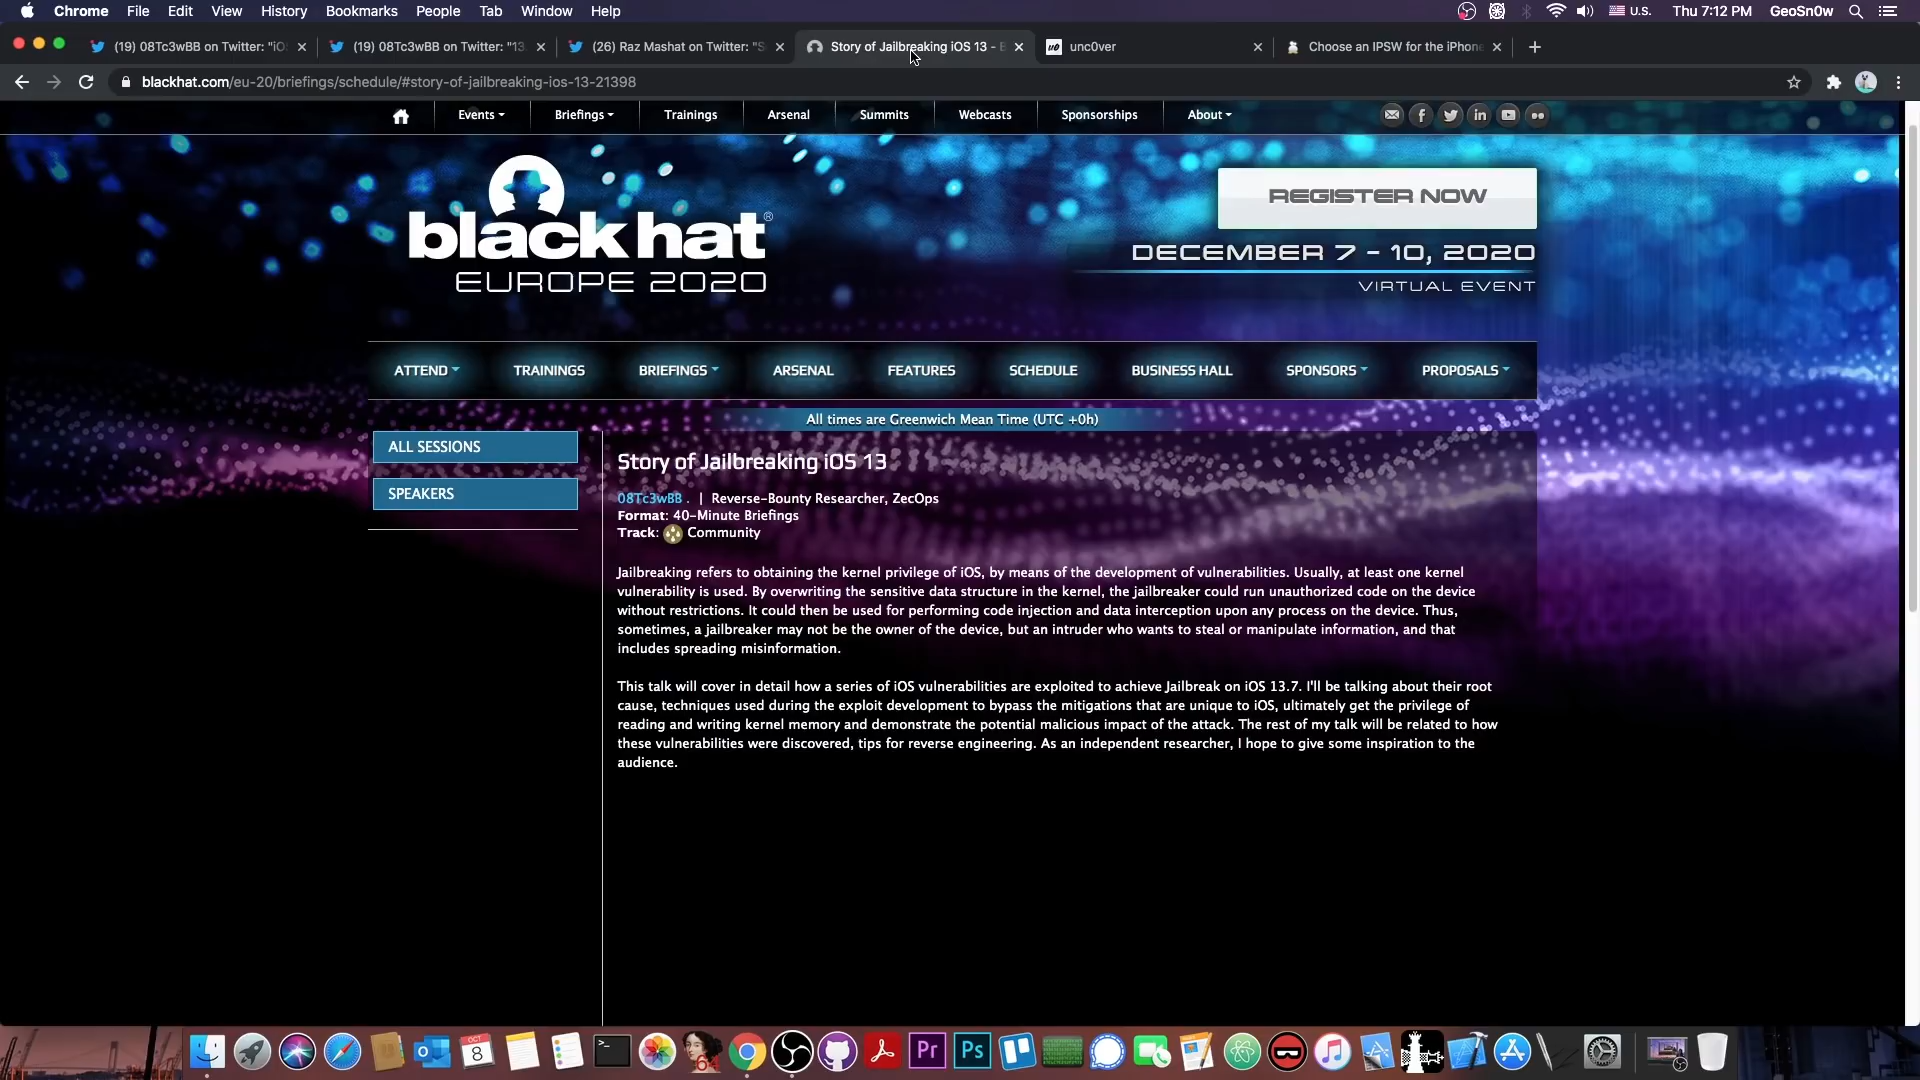 Chrome File Edit View History Bookmarks People Tab Window Help U.S. Thu 7:12 PM GeoSn0w
(19) 08Tc3wBB on Twitter: "iO (19) 08Tc3wBB on Twitter: "13. (26) Raz Mashat on Twitter: "S Story of Jailbreaking iOS 13 - B unc0ver Choose an IPSW for the iPhone
blackhat.com/eu-20/briefings/schedule/#story-of-jailbreaking-ios-13-21398
Events Briefings Trainings Arsenal Summits Webcasts Sponsorships About
REGISTER NOW
black hat®
EUROPE 2020
DECEMBER 7 - 10, 2020
VIRTUAL EVENT
ATTEND TRAININGS BRIEFINGS ARSENAL FEATURES SCHEDULE BUSINESS HALL SPONSORS PROPOSALS
All times are Greenwich Mean Time (UTC +0h)
ALL SESSIONS
SPEAKERS
Story of Jailbreaking iOS 13
08Tc3wBB . | Reverse-Bounty Researcher, ZecOps
Format: 40-Minute Briefings
Track: Community
Jailbreaking refers to obtaining the kernel privilege of iOS, by means of the development of vulnerabilities. Usually, at least one kernel
vulnerability is used. By overwriting the sensitive data structure in the kernel, the jailbreaker could run unauthorized code on the device
without restrictions. It could then be used for performing code injection and data interception upon any process on the device. Thus,
sometimes, a jailbreaker may not be the owner of the device, but an intruder who wants to steal or manipulate information, and that
includes spreading misinformation.
This talk will cover in detail how a series of iOS vulnerabilities are exploited to achieve Jailbreak on iOS 13.7. I'll be talking about their root
cause, techniques used during the exploit development to bypass the mitigations that are unique to iOS, ultimately get the privilege of
reading and writing kernel memory and demonstrate the potential malicious impact of the attack. The rest of my talk will be related to how
these vulnerabilities were discovered, tips for reverse engineering. As an independent researcher, I hope to give some inspiration to the
audience.
OCT
8
64
Pr
Ps